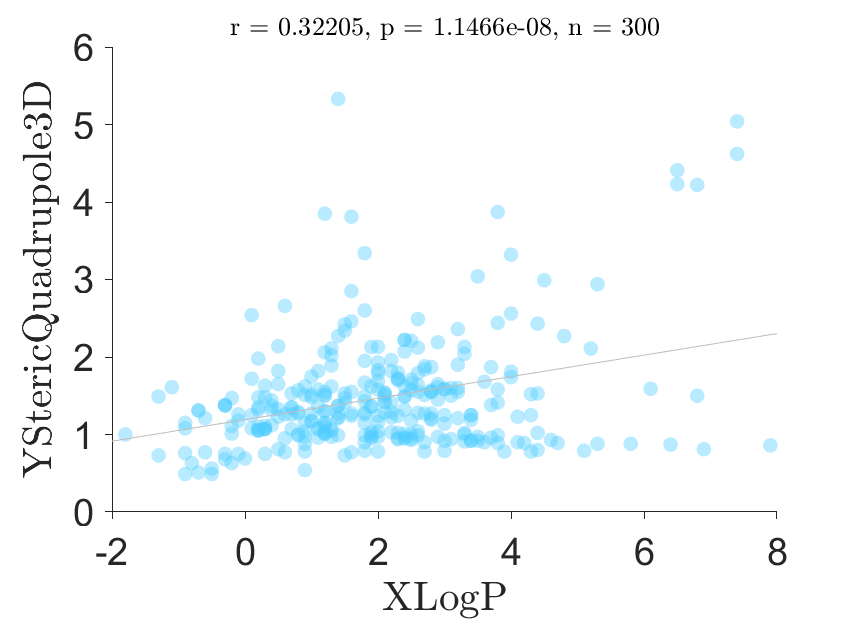 r = 0.32205, p = 1.1466e-08, n = 300
YStericQuadrupole3D
6
5
4
3
2
1
0
-2 0 2 4 6 8
XLogP